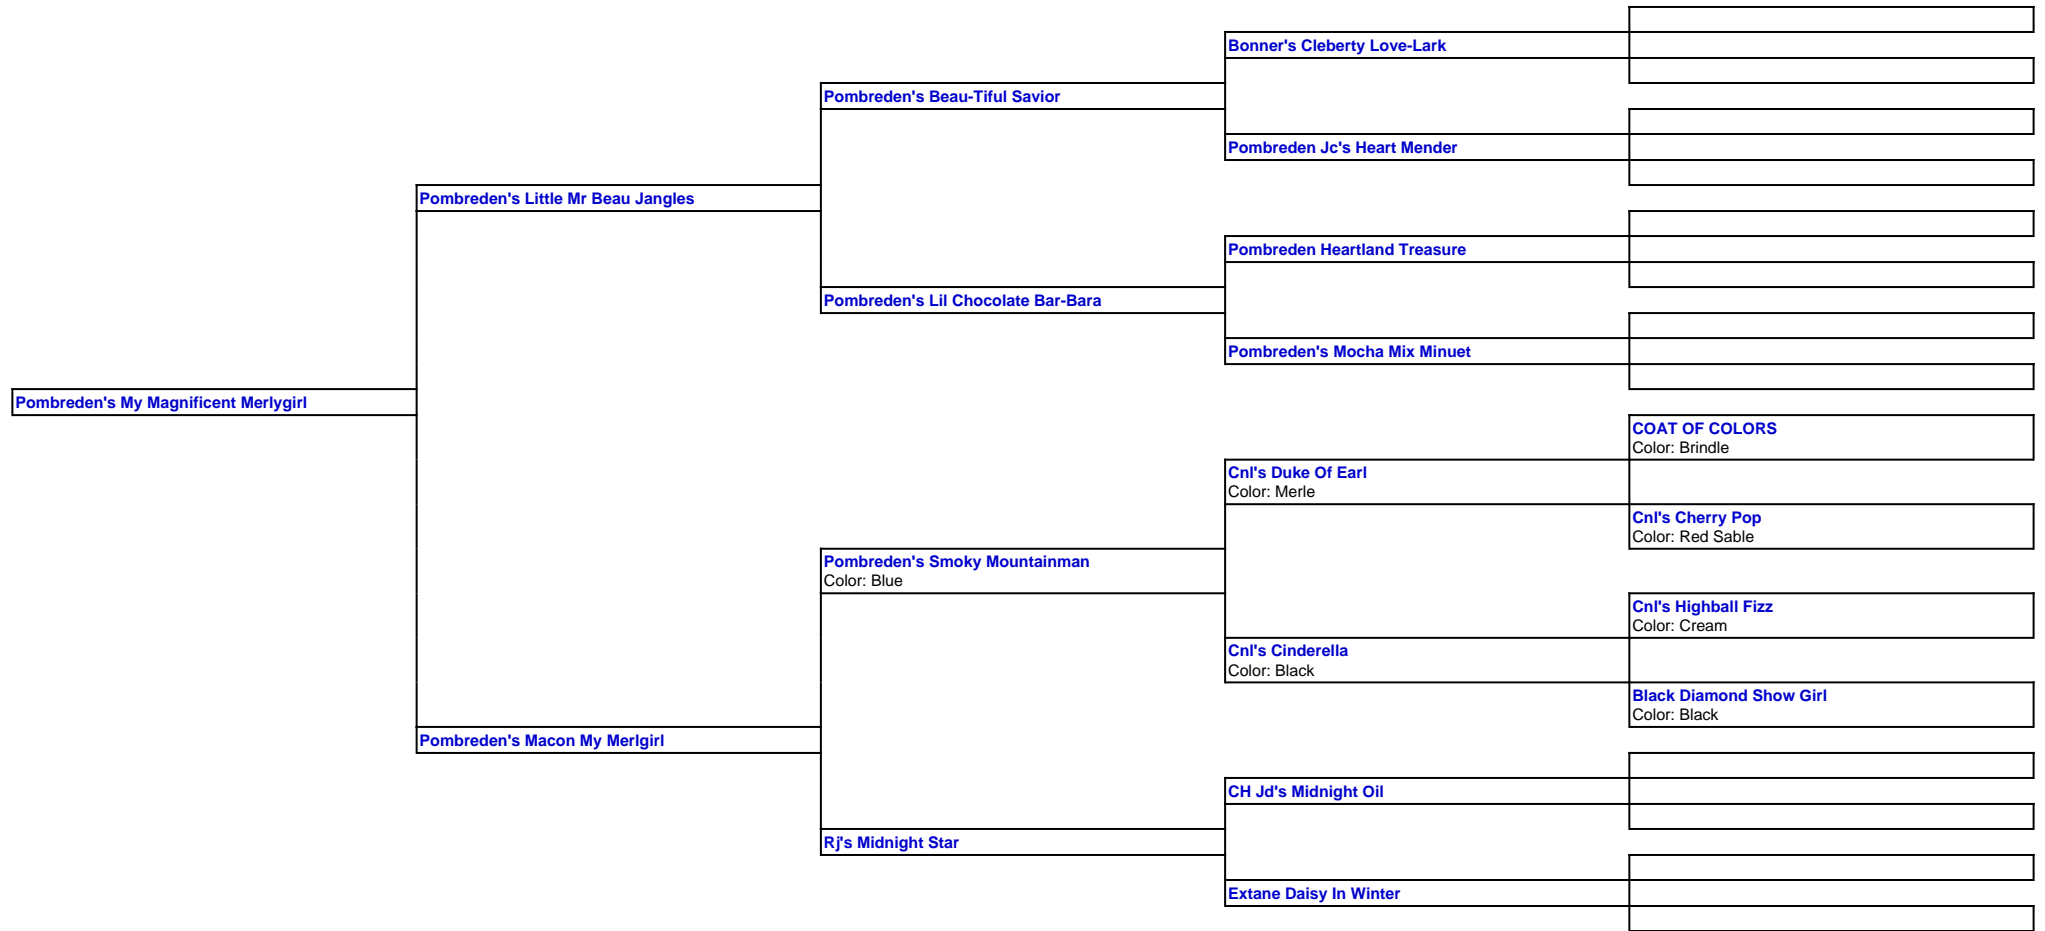 Bonner's Cleberty Love-Lark
Pombreden's Beau-Tiful Savior
Pombreden Jc's Heart Mender
Pombreden's Little Mr Beau Jangles
Pombreden Heartland Treasure
Pombreden's Lil Chocolate Bar-Bara
Pombreden's Mocha Mix Minuet
Pombreden's My Magnificent Merlygirl
COAT OF COLORS
Color: Brindle
Cnl's Duke Of Earl
Color: Merle
Cnl's Cherry Pop
Color: Red Sable
Pombreden's Smoky Mountainman
Color: Blue
Cnl's Highball Fizz
Color: Cream
Cnl's Cinderella
Color: Black
Black Diamond Show Girl
Color: Black
Pombreden's Macon My Merlgirl
CH Jd's Midnight Oil
Rj's Midnight Star
Extane Daisy In Winter